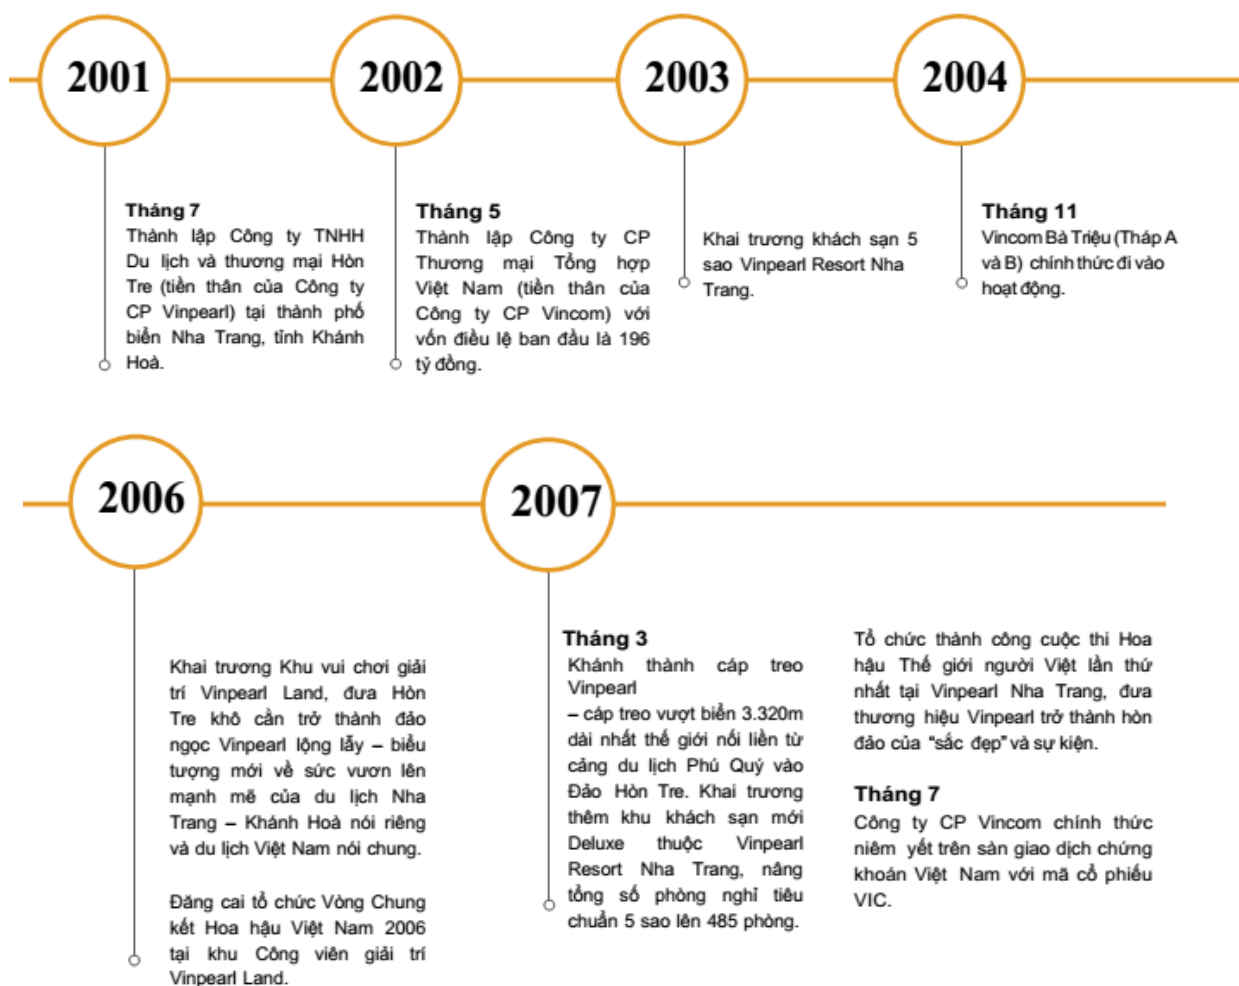 2001
2002
2003
2004
Tháng 7
Thành lập Công ty TNHH
Du lịch và thương mại Hòn
Tre (tiền thân của Công ty
CP Vinpearl) tại thành phố
biển Nha Trang, tỉnh Khánh
Hoà.
Tháng 5
Thành lập Công ty CP
Thương mại Tổng hợp
Việt Nam (tiền thân của
Công ty CP Vincom) với
vốn điều lệ ban đầu là 196
tỷ đồng.
Khai trương khách sạn 5
sao Vinpearl Resort Nha
Trang.
Tháng 11
Vincom Bà Triệu (Tháp A
và B) chính thức đi vào
hoạt động.
2006
2007
Khai trương Khu vui chơi giải
trí Vinpearl Land, đưa Hòn
Tre khô cằn trở thành đảo
ngọc Vinpearl lộng lẫy – biểu
tượng mới về sức vươn lên
mạnh mẽ của du lịch Nha
Trang – Khánh Hoà nói riêng
và du lịch Việt Nam nói chung.
Đăng cai tổ chức Vòng Chung
kết Hoa hậu Việt Nam 2006
tại khu Công viên giải trí
Vinpearl Land.
Tháng 3
Khánh thành cáp treo
Vinpearl
– cáp treo vượt biển 3.320m
dài nhất thế giới nối liền từ
cảng du lịch Phú Quý vào
Đảo Hòn Tre. Khai trương
thêm khu khách sạn mới
Deluxe thuộc Vinpearl
Resort Nha Trang, nâng
tổng số phòng nghỉ tiêu
chuẩn 5 sao lên 485 phòng.
Tổ chức thành công cuộc thi Hoa
hậu Thế giới người Việt lần thứ
nhất tại Vinpearl Nha Trang, đưa
thương hiệu Vinpearl trở thành hòn
đảo của “sắc đẹp” và sự kiện.
Tháng 7
Công ty CP Vincom chính thức
niêm yết trên sàn giao dịch chứng
khoán Việt Nam với mã cổ phiếu
VIC.